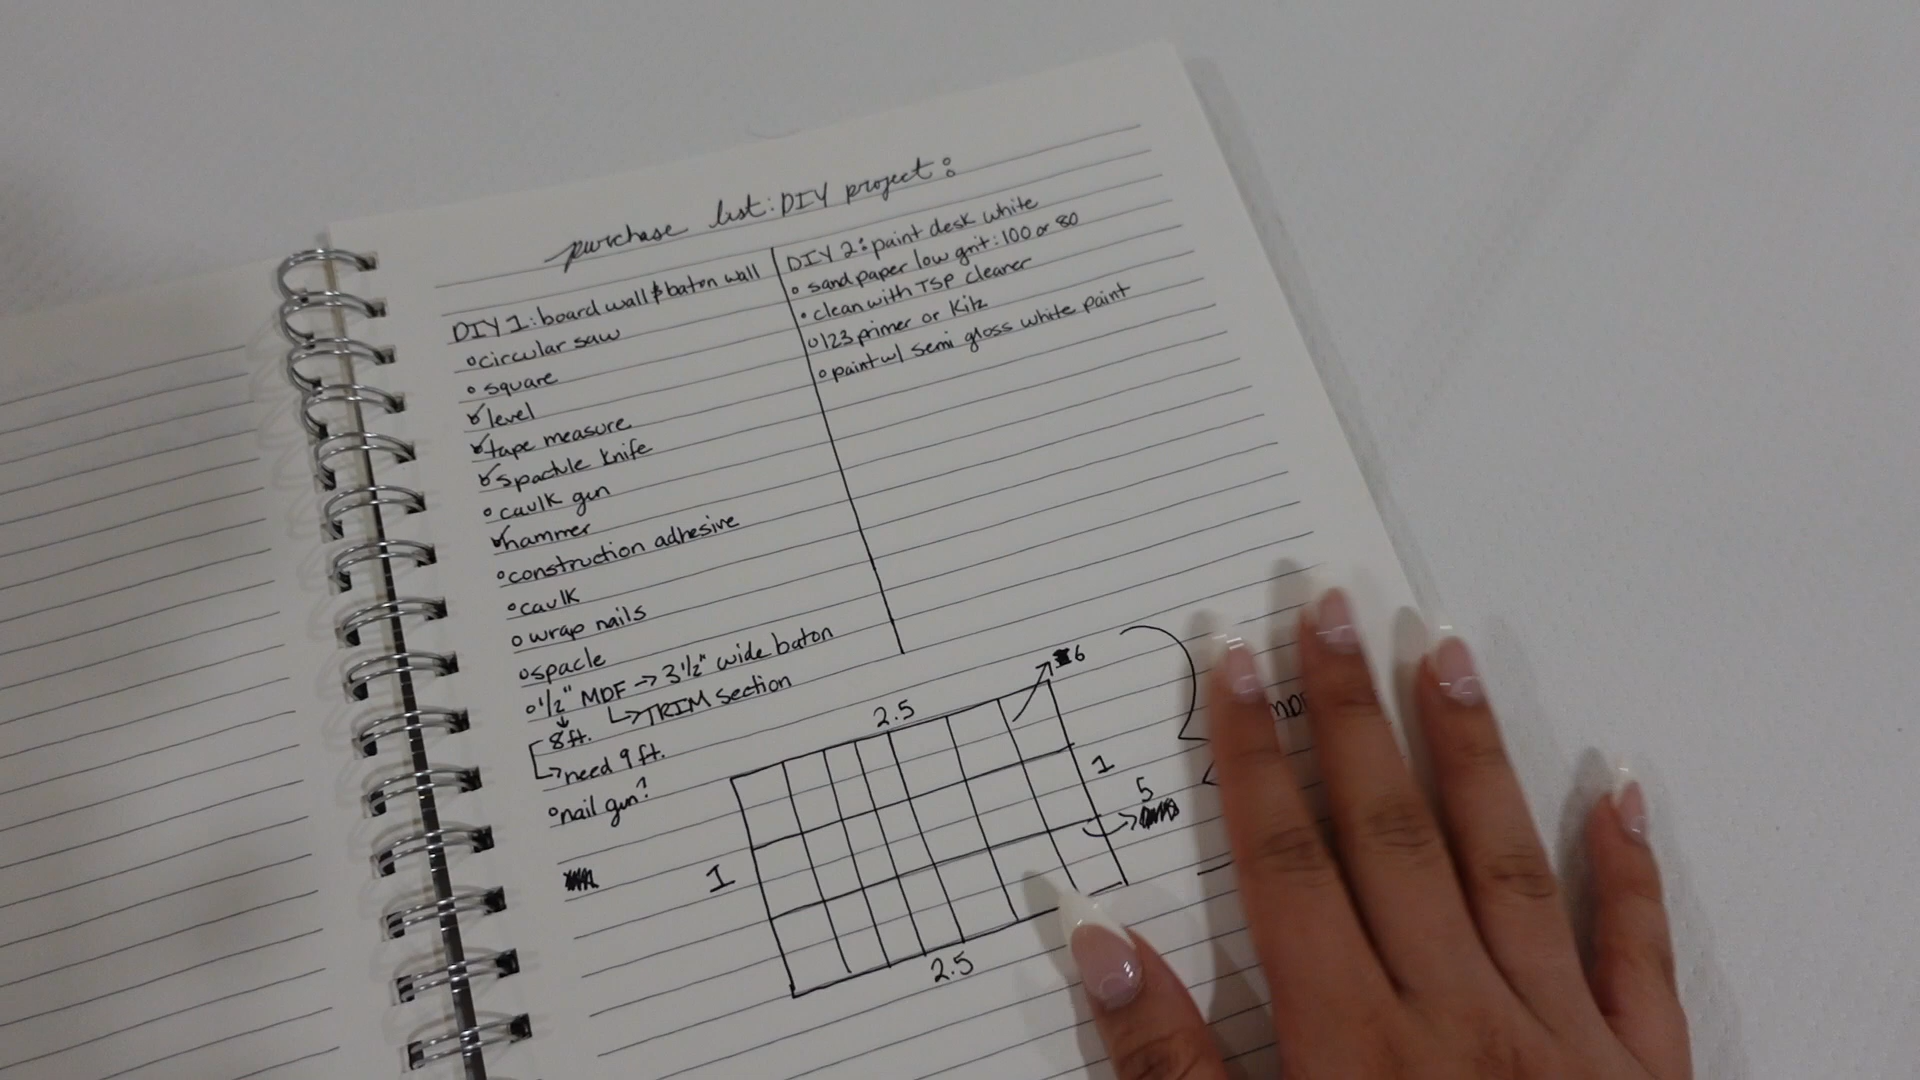 purchase list: DIY project:
DIY 1: board wall & baton wall
circular saw
square
level
tape measure
spactule knife
caulk gun
hammer
construction adhesive
caulk
wrap nails
spacle
1/2" MDF → 3 1/2" wide baton
↳ TRIM section
8 ft.
↳ need 9 ft.
nail gun?
DIY 2: paint desk white
sand paper low grit: 100 or 80
clean with TSP cleaner
123 primer or Kilz
paint w/ semi gloss white paint
6
2.5
1
5
1
2.5